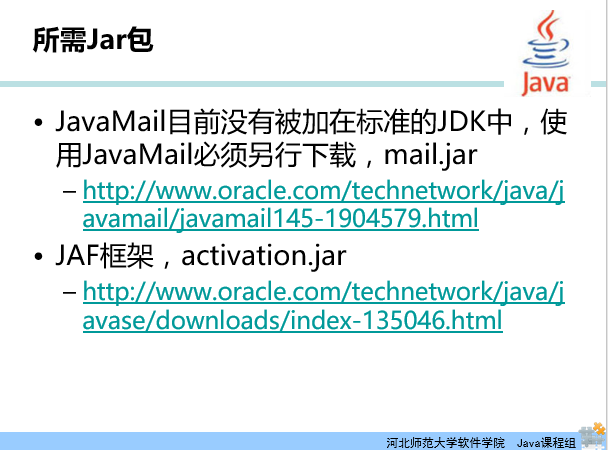 所需Jar包
Java
• JavaMail目前没有被加在标准的JDK中，使
用JavaMail必须另行下载，mail.jar
– http://www.oracle.com/technetwork/java/j
avamail/javamail145-1904579.html
• JAF框架，activation.jar
– http://www.oracle.com/technetwork/java/j
avase/downloads/index-135046.html
河北师范大学软件学院 Java课程组